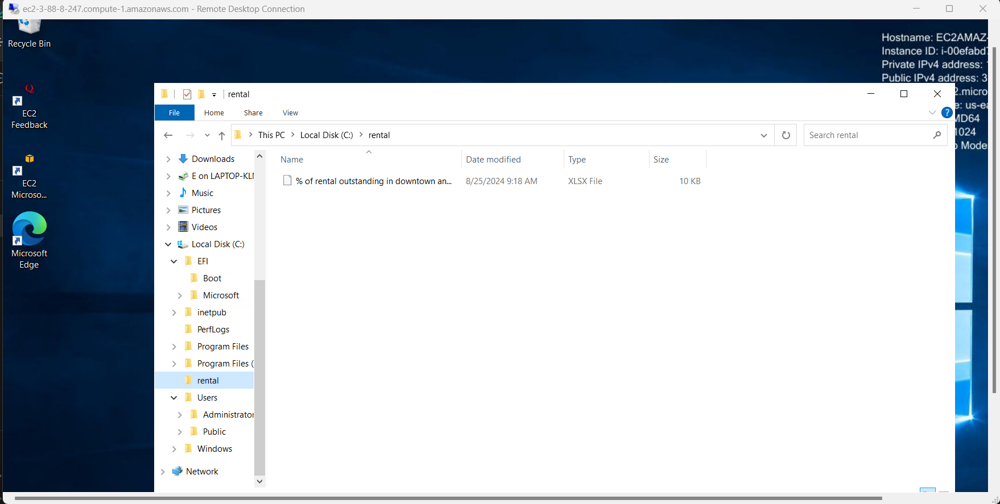 ec2-3-88-8-247.compute-1.amazonaws.com - Remote Desktop Connection
Recycle Bin
EC2
Feedback
EC2
Microso...
Microsoft
Edge
Hostname: EC2AMAZ-
Instance ID: i-00efabd
Private IPv4 address:
Public IPv4 address: 3
2.micro
e: us-ea
MD64
1024
o Mode
rental
File Home Share View
?
This PC > Local Disk (C:) > rental
Search rental
Name Date modified Type Size
% of rental outstanding in downtown an... 8/25/2024 9:18 AM XLSX File 10 KB
Downloads
E on LAPTOP-KL
Music
Pictures
Videos
Local Disk (C:)
EFI
Boot
Microsoft
inetpub
PerfLogs
Program Files
Program Files (
rental
Users
Administrator
Public
Windows
Network